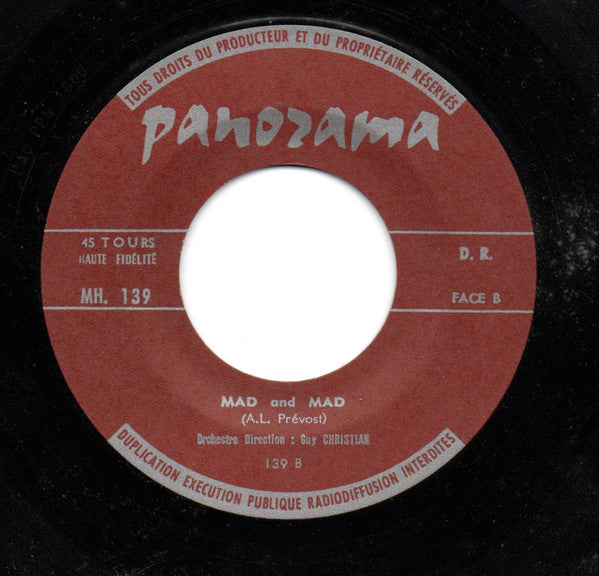 TOUS DROITS DU PRODUCTEUR ET DU PROPRIÉTAIRE RÉSERVÉS
panorama
45 TOURS
HAUTE FIDÉLITÉ
MH. 139
D. R.
FACE B
MAD and MAD
(A.L. Prévost)
Orchestre Direction : Guy CHRISTIAN
139 B
DUPLICATION EXECUTION PUBLIQUE RADIODIFFUSION INTERDITES